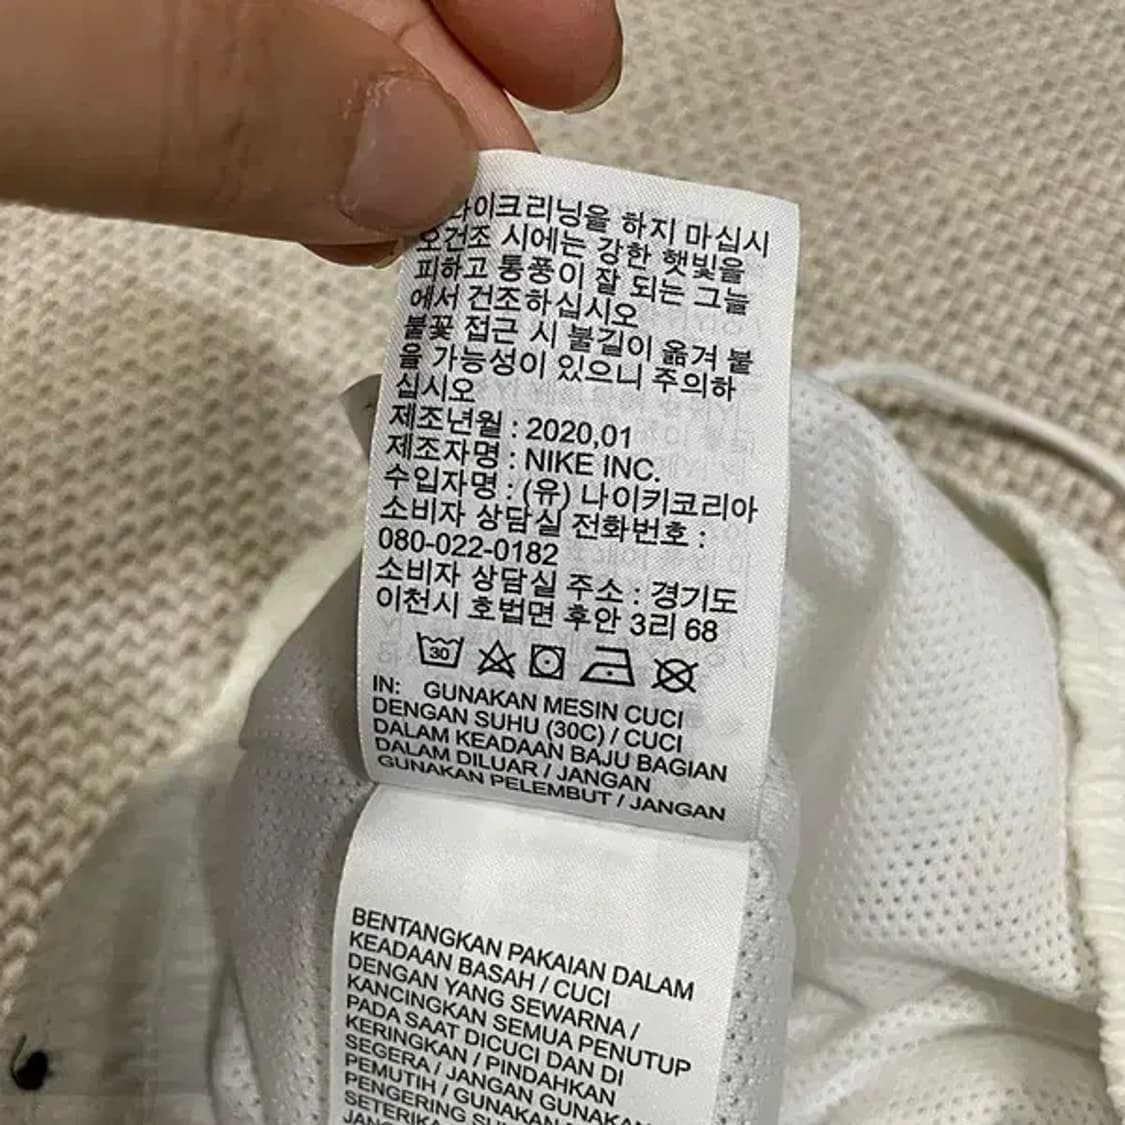 라이크리닝을 하지 마십시
오건조 시에는 강한 햇빛을
피하고 통풍이 잘 되는 그늘
에서 건조하십시오
불꽃 접근 시 불길이 옮겨 붙
을 가능성이 있으니 주의하
십시오
제조년월 : 2020,01
제조자명 : NIKE INC.
수입자명 : (유) 나이키코리아
소비자 상담실 전화번호 :
080-022-0182
소비자 상담실 주소 : 경기도
이천시 호법면 후안 3리 68
30
IN: GUNAKAN MESIN CUCI
DENGAN SUHU (30C) / CUCI
DALAM KEADAAN BAJU BAGIAN
DALAM DILUAR / JANGAN
GUNAKAN PELEMBUT / JANGAN
BENTANGKAN PAKAIAN DALAM
KEADAAN BASAH / CUCI
DENGAN YANG SEWARNA /
KANCINGKAN SEMUA PENUTUP
PADA SAAT DICUCI DAN DI
KERINGKAN / PINDAHKAN
SEGERA / JANGAN GUNAKAN
PEMUTIH / GUNAKAN
PENGERING
SETERIKA